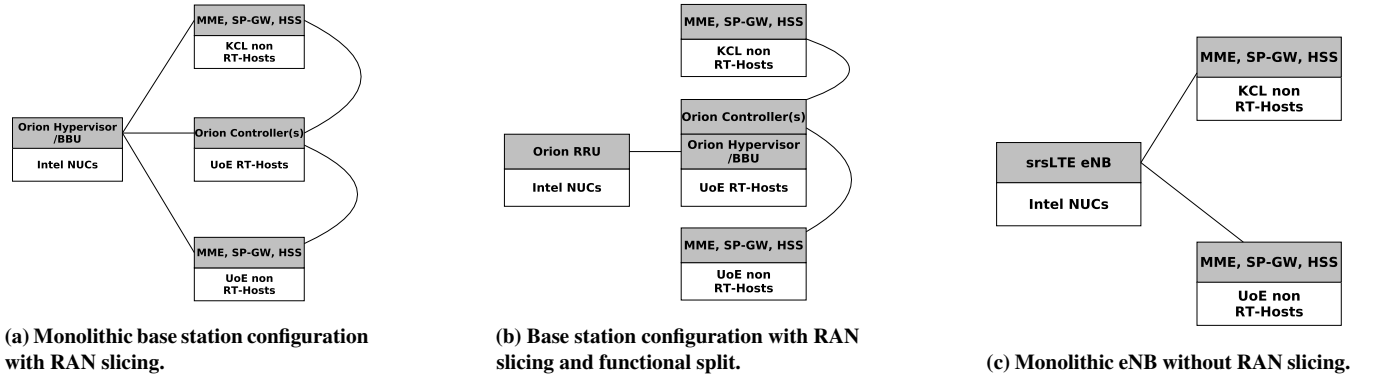 MME, SP-GW, HSS
KCL non
RT-Hosts
Orion Hypervisor
/BBU
Intel NUCs
Orion Controller(s)
UoE RT-Hosts
MME, SP-GW, HSS
UoE non
RT-Hosts
(a) Monolithic base station configuration
with RAN slicing.
MME, SP-GW, HSS
KCL non
RT-Hosts
Orion RRU
Intel NUCs
Orion Controller(s)
Orion Hypervisor
/BBU
UoE RT-Hosts
MME, SP-GW, HSS
UoE non
RT-Hosts
(b) Base station configuration with RAN
slicing and functional split.
MME, SP-GW, HSS
KCL non
RT-Hosts
srsLTE eNB
Intel NUCs
MME, SP-GW, HSS
UoE non
RT-Hosts
(c) Monolithic eNB without RAN slicing.